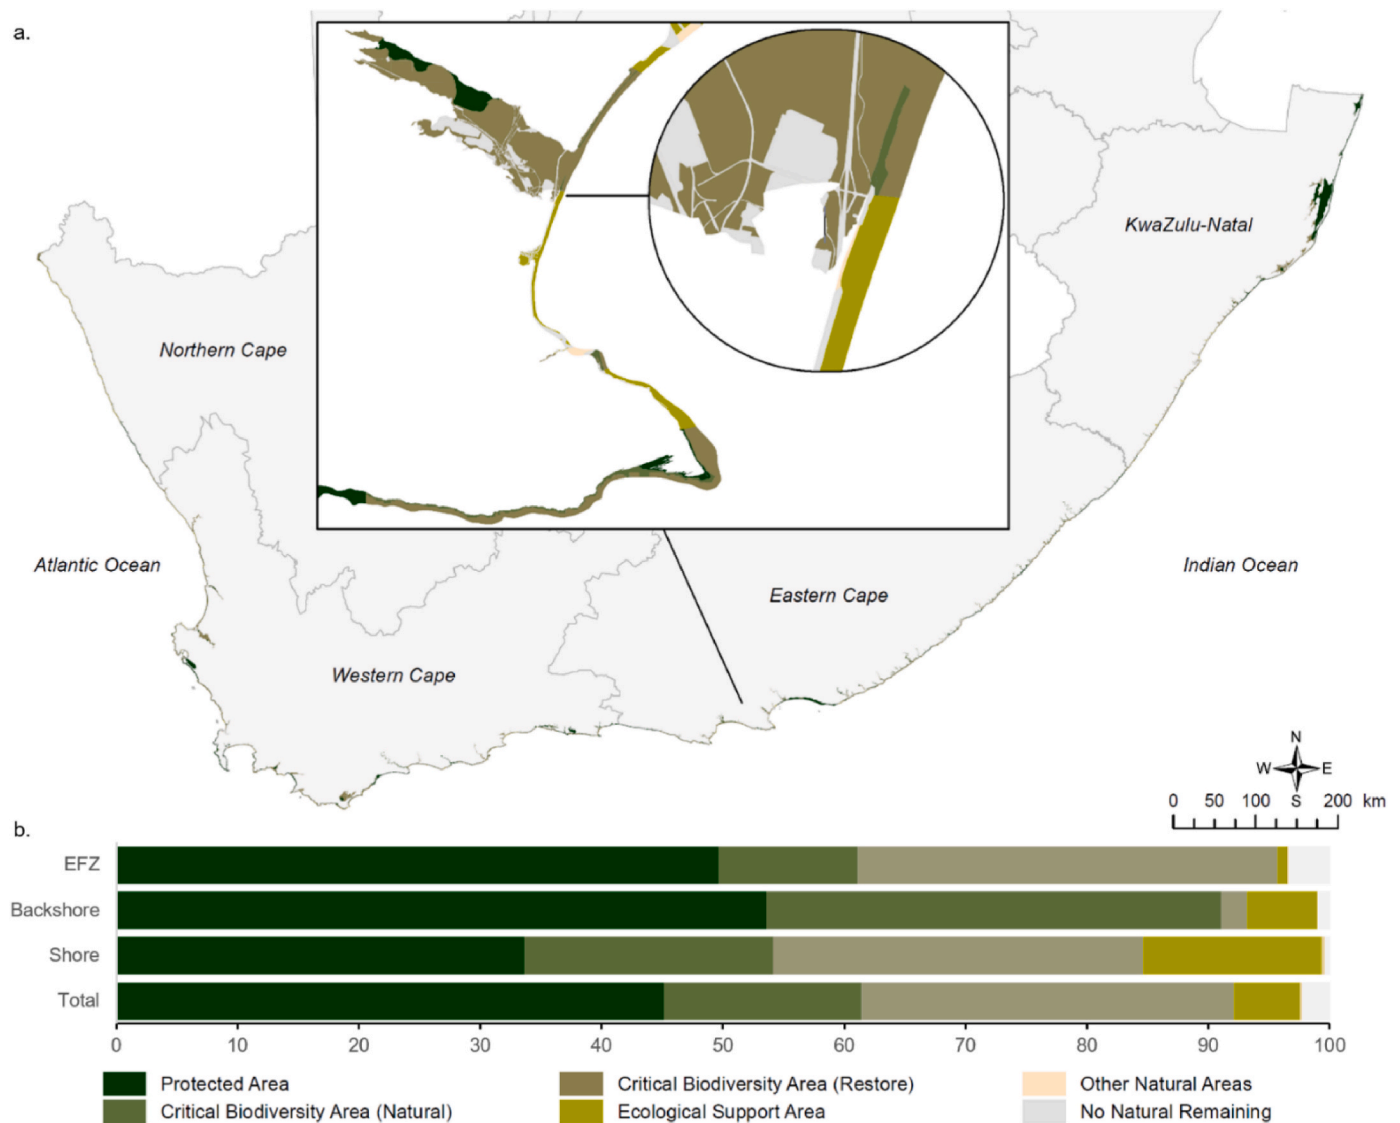 a.
KwaZulu-Natal
Northern Cape
Atlantic Ocean
Indian Ocean
Eastern Cape
Western Cape
N
W E
S
0 50 100 200 km
b.
EFZ
Backshore
Shore
Total
0 10 20 30 40 50 60 70 80 90 100
Protected Area
Critical Biodiversity Area (Restore)
Other Natural Areas
Critical Biodiversity Area (Natural)
Ecological Support Area
No Natural Remaining